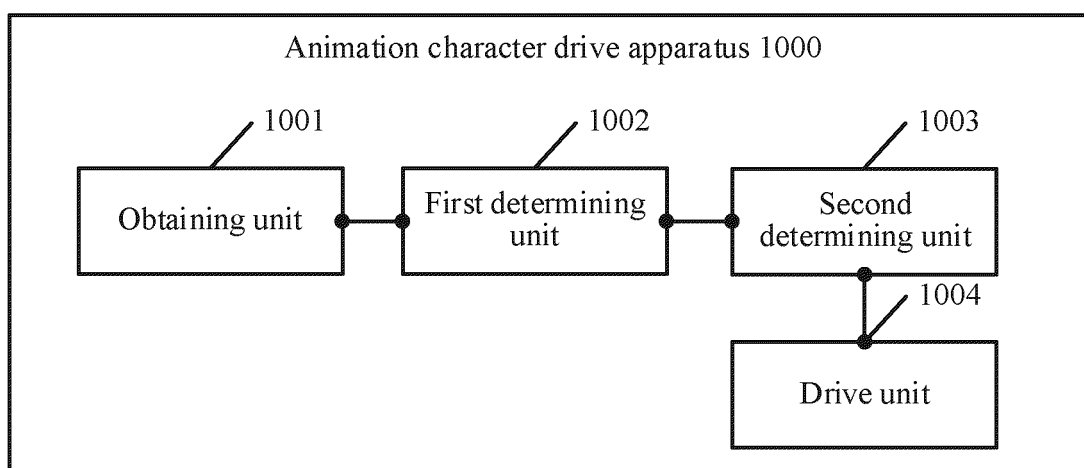 Animation character drive apparatus 1000
1001
1002
1003
Obtaining unit
First determining
unit
Second
determining unit
1004
Drive unit